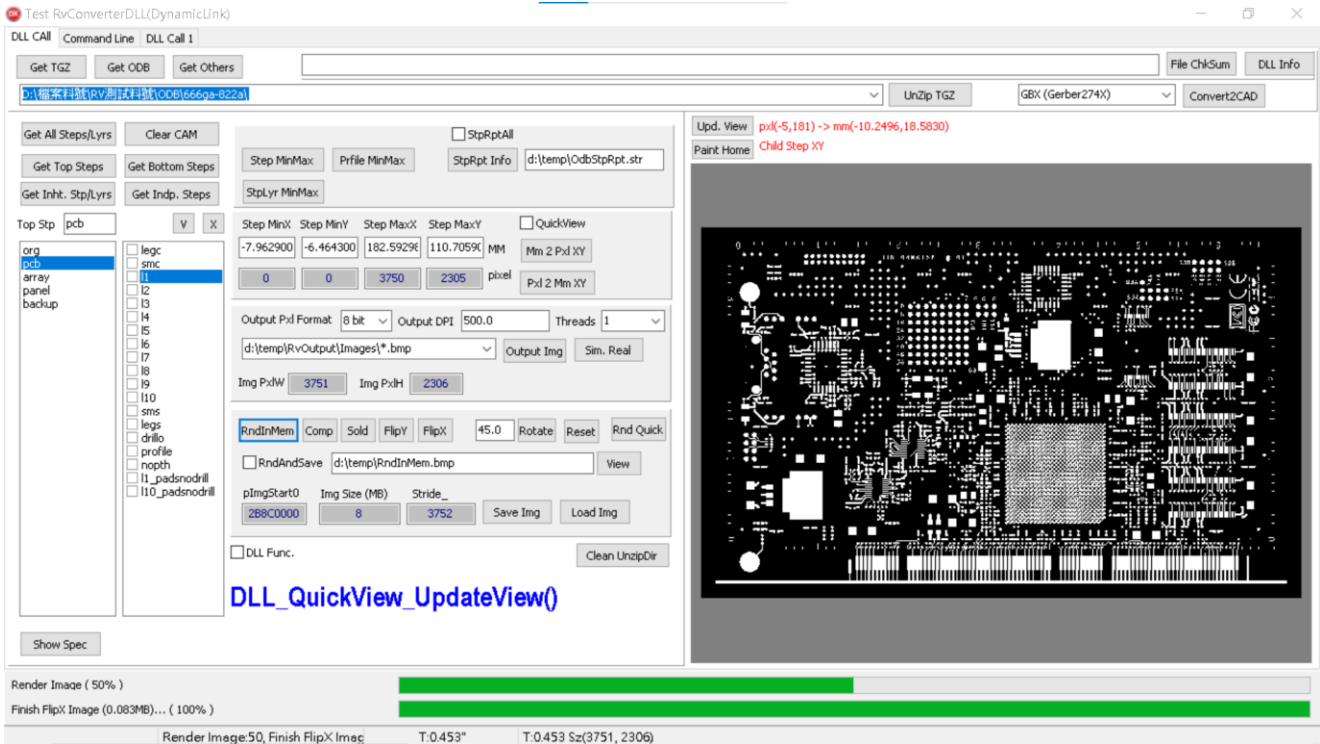 Test RvConverterDLL(DynamicLink)
DLL CAll Command Line DLL Call 1
Get TGZ Get ODB Get Others File ChkSum DLL Info
D:\檔案料號\RV測試料號\ODB\666ga-822a\ UnZip TGZ GBX (Gerber274X) Convert2CAD
Get All Steps/Lyrs Clear CAM
Get Top Steps Get Bottom Steps
Get Inht. Stp/Lyrs Get Indp. Steps
Top Stp pcb V X
org
pcb
array
panel
backup
legc
smc
l1
l2
l3
l4
l5
l6
l7
l8
l9
l10
sms
legs
drillo
profile
nopth
l1_padsnodrill
l10_padsnodrill
Show Spec
StpRptAll
Step MinMax Prfile MinMax StpRpt Info d:\temp\OdbStpRpt.str
StpLyr MinMax
Step MinX Step MinY Step MaxX Step MaxY QuickView
-7.962900 -6.464300 182.59298 110.70590 MM Mm 2 Pxl XY
0 0 3750 2305 pixel Pxl 2 Mm XY
Output Pxl Format 8 bit Output DPI 500.0 Threads 1
d:\temp\RvOutput\Images\*.bmp Output Img Sim. Real
Img PxlW 3751 Img PxlH 2306
RndInMem Comp Sold FlipY FlipX 45.0 Rotate Reset Rnd Quick
RndAndSave d:\temp\RndInMem.bmp View
pImgStart0 Img Size (MB) Stride_
2B8C0000 8 3752 Save Img Load Img
DLL Func. Clean UnzipDir
DLL_QuickView_UpdateView()
Upd. View pxl(-5,181) -> mm(-10.2496,18.5830)
Paint Home Child Step XY
Render Image ( 50% )
Finish FlipX Image (0.083MB)... ( 100% )
Render Image:50, Finish FlipX Imag T:0.453" T:0.453 Sz(3751, 2306)